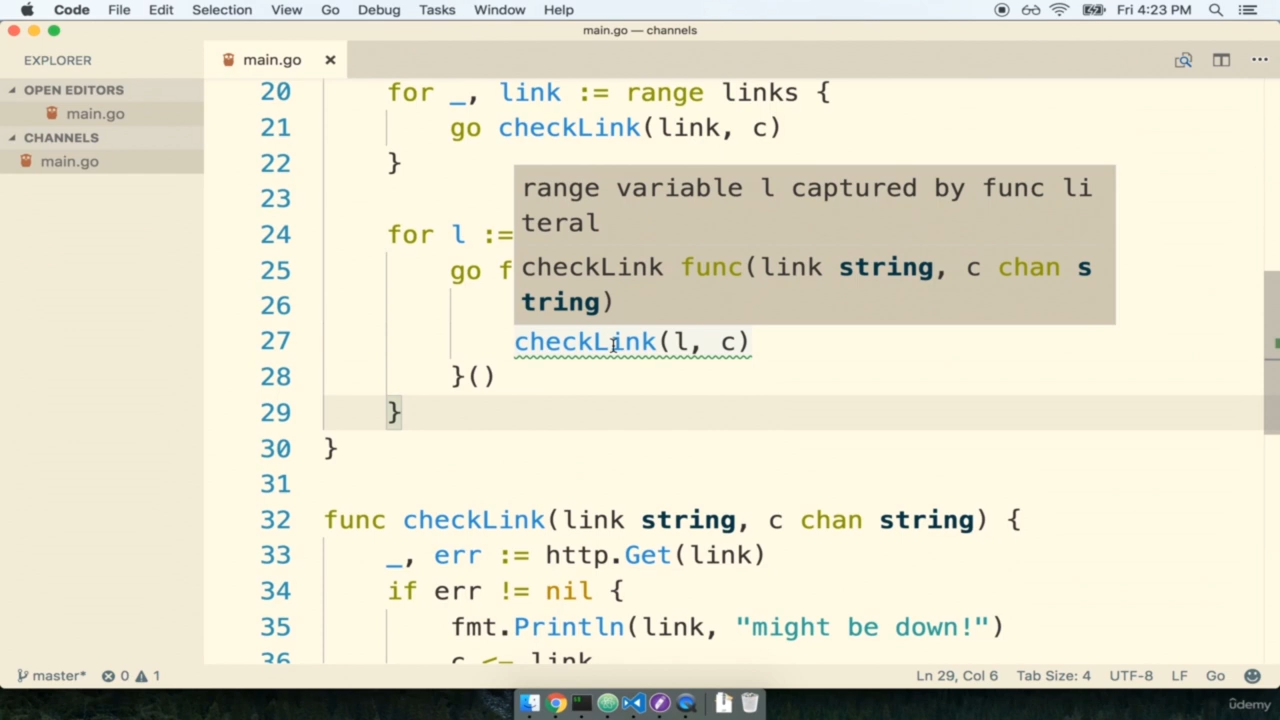 Code File Edit Selection View Go Debug Tasks Window Help Fri 4:23 PM
main.go — channels
EXPLORER
main.go
OPEN EDITORS
main.go
CHANNELS
main.go
20 for _, link := range links {
21 go checkLink(link, c)
22 }
23
range variable l captured by func li
teral
24 for l :=
checkLink func(link string, c chan s
tring)
25 go f
26
27 checkLink(l, c)
28 }()
29 }
30 }
31
32 func checkLink(link string, c chan string) {
33 _, err := http.Get(link)
34 if err != nil {
35 fmt.Println(link, "might be down!")
36 c <- link
master* 0 1 Ln 29, Col 6 Tab Size: 4 UTF-8 LF Go
ûdemy